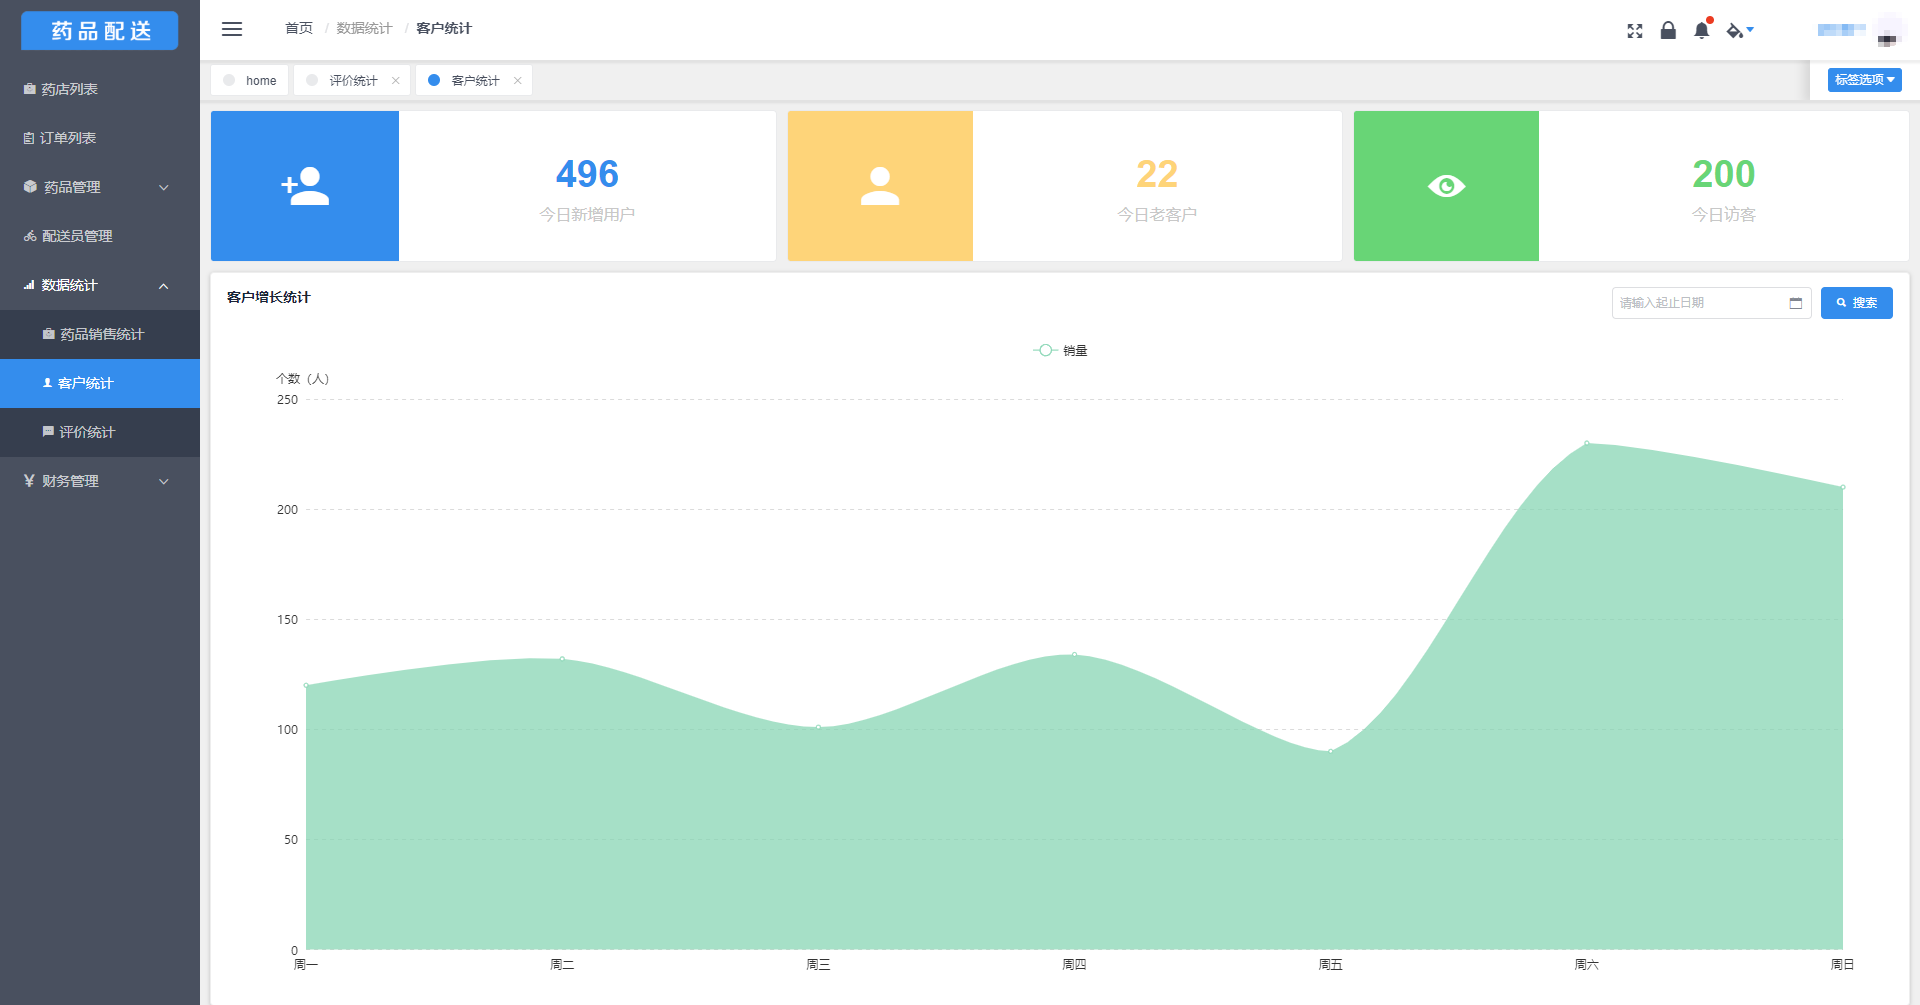 药品配送
首页 / 数据统计 / 客户统计
药店列表
订单列表
药品管理
配送员管理
数据统计
药品销售统计
客户统计
评价统计
财务管理
home
评价统计
客户统计
标签选项
496
今日新增用户
22
今日老客户
200
今日访客
客户增长统计
请输入起止日期
搜索
销量
个数（人）
250
200
150
100
50
0
周一 周二 周三 周四 周五 周六 周日